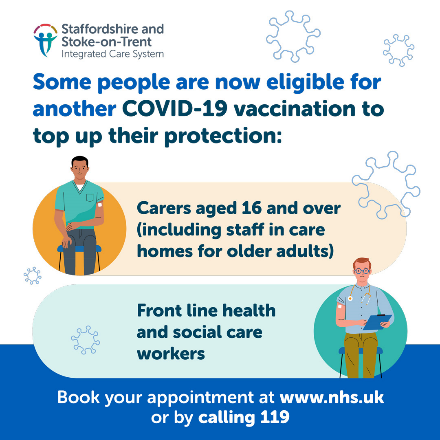 Staffordshire and
Stoke-on-Trent
Integrated Care System
Some people are now eligible for
another COVID-19 vaccination to
top up their protection:
Carers aged 16 and over
(including staff in care
homes for older adults)
Front line health
and social care
workers
Book your appointment at www.nhs.uk
or by calling 119